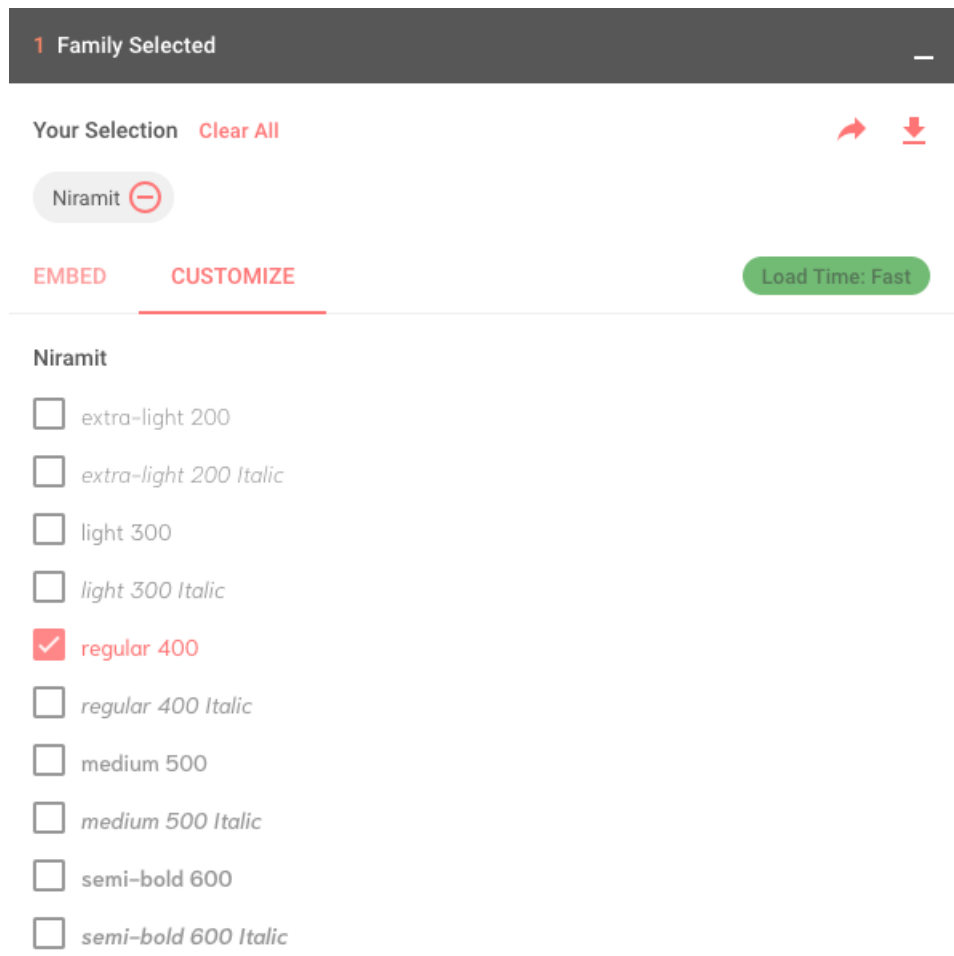 1 Family Selected
Your Selection Clear All
Niramit
EMBED CUSTOMIZE Load Time: Fast
Niramit
extra-light 200
extra-light 200 Italic
light 300
light 300 Italic
regular 400
regular 400 Italic
medium 500
medium 500 Italic
semi-bold 600
semi-bold 600 Italic